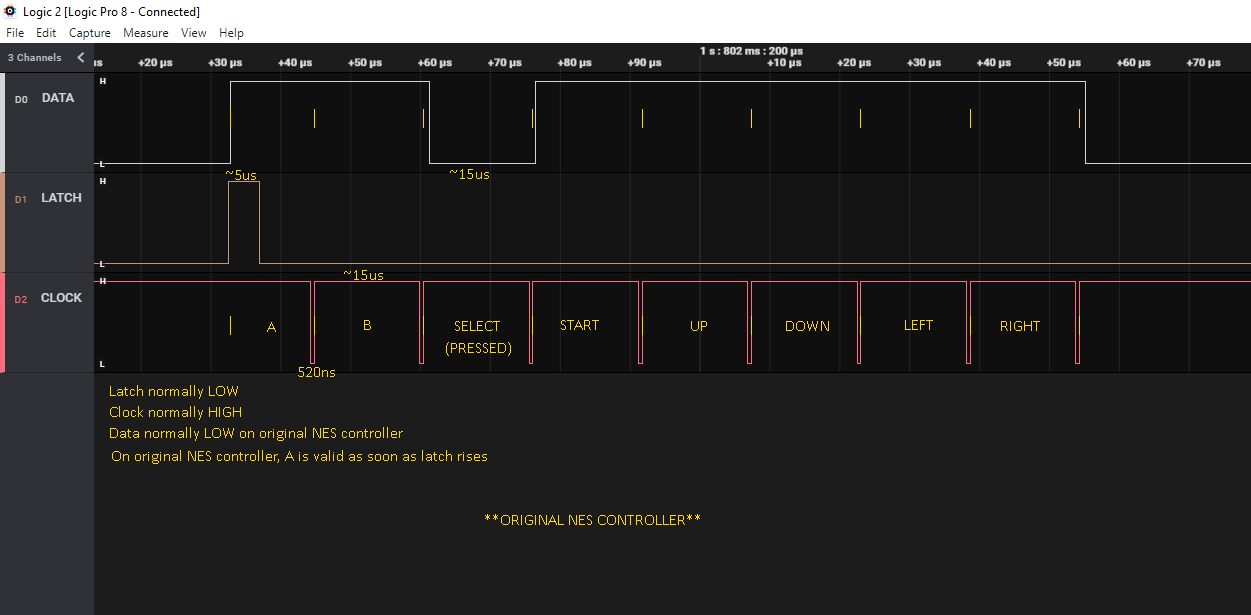 Logic 2 [Logic Pro 8 - Connected]
File Edit Capture Measure View Help
3 Channels
1 s : 802 ms : 200 µs
µs +20 µs +30 µs +40 µs +50 µs +60 µs +70 µs +80 µs +90 µs +10 µs +20 µs +30 µs +40 µs +50 µs +60 µs +70 µs
H
D0 DATA
L
~5us ~15us
H
D1 LATCH
L
~15us
H
D2 CLOCK
A B SELECT START UP DOWN LEFT RIGHT
(PRESSED)
L
520ns
Latch normally LOW
Clock normally HIGH
Data normally LOW on original NES controller
On original NES controller, A is valid as soon as latch rises
**ORIGINAL NES CONTROLLER**